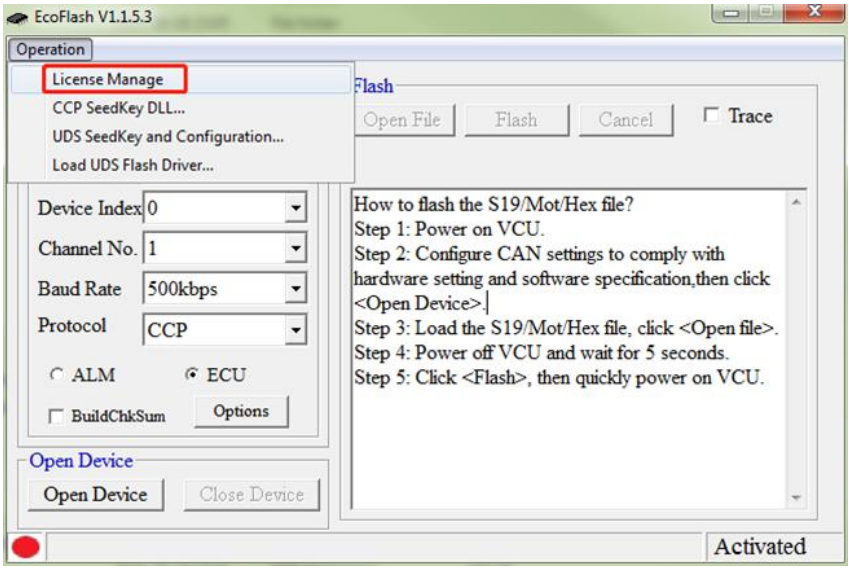 EcoFlash V1.1.5.3
Operation
License Manage
CCP SeedKey DLL...
UDS SeedKey and Configuration...
Load UDS Flash Driver...
Device Index 0
Channel No. 1
Baud Rate 500kbps
Protocol CCP
ALM ECU
BuildChkSum Options
Open Device
Open Device Close Device
Flash
Open File Flash Cancel Trace
How to flash the S19/Mot/Hex file?
Step 1: Power on VCU.
Step 2: Configure CAN settings to comply with
hardware setting and software specification,then click
<Open Device>.
Step 3: Load the S19/Mot/Hex file, click <Open file>.
Step 4: Power off VCU and wait for 5 seconds.
Step 5: Click <Flash>, then quickly power on VCU.
Activated